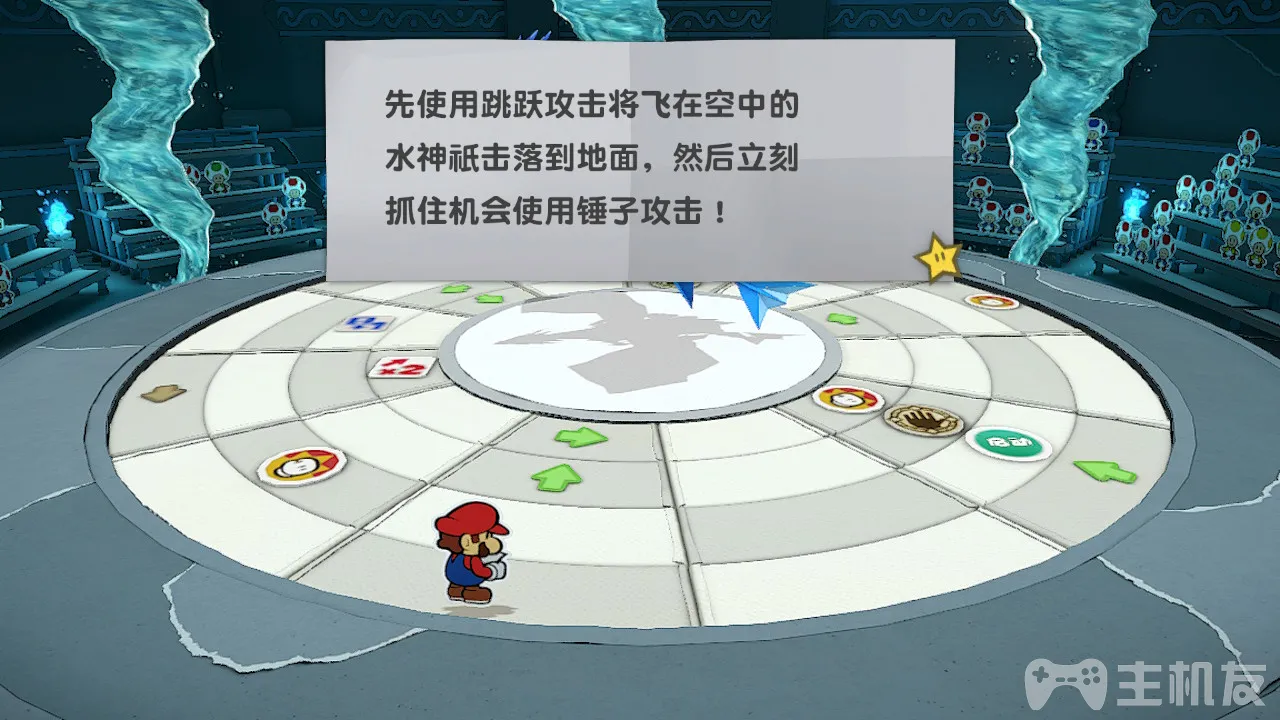 先使用跳跃攻击将飞在空中的
水神祇击落到地面，然后立刻
抓住机会使用锤子攻击！
x2
主机友